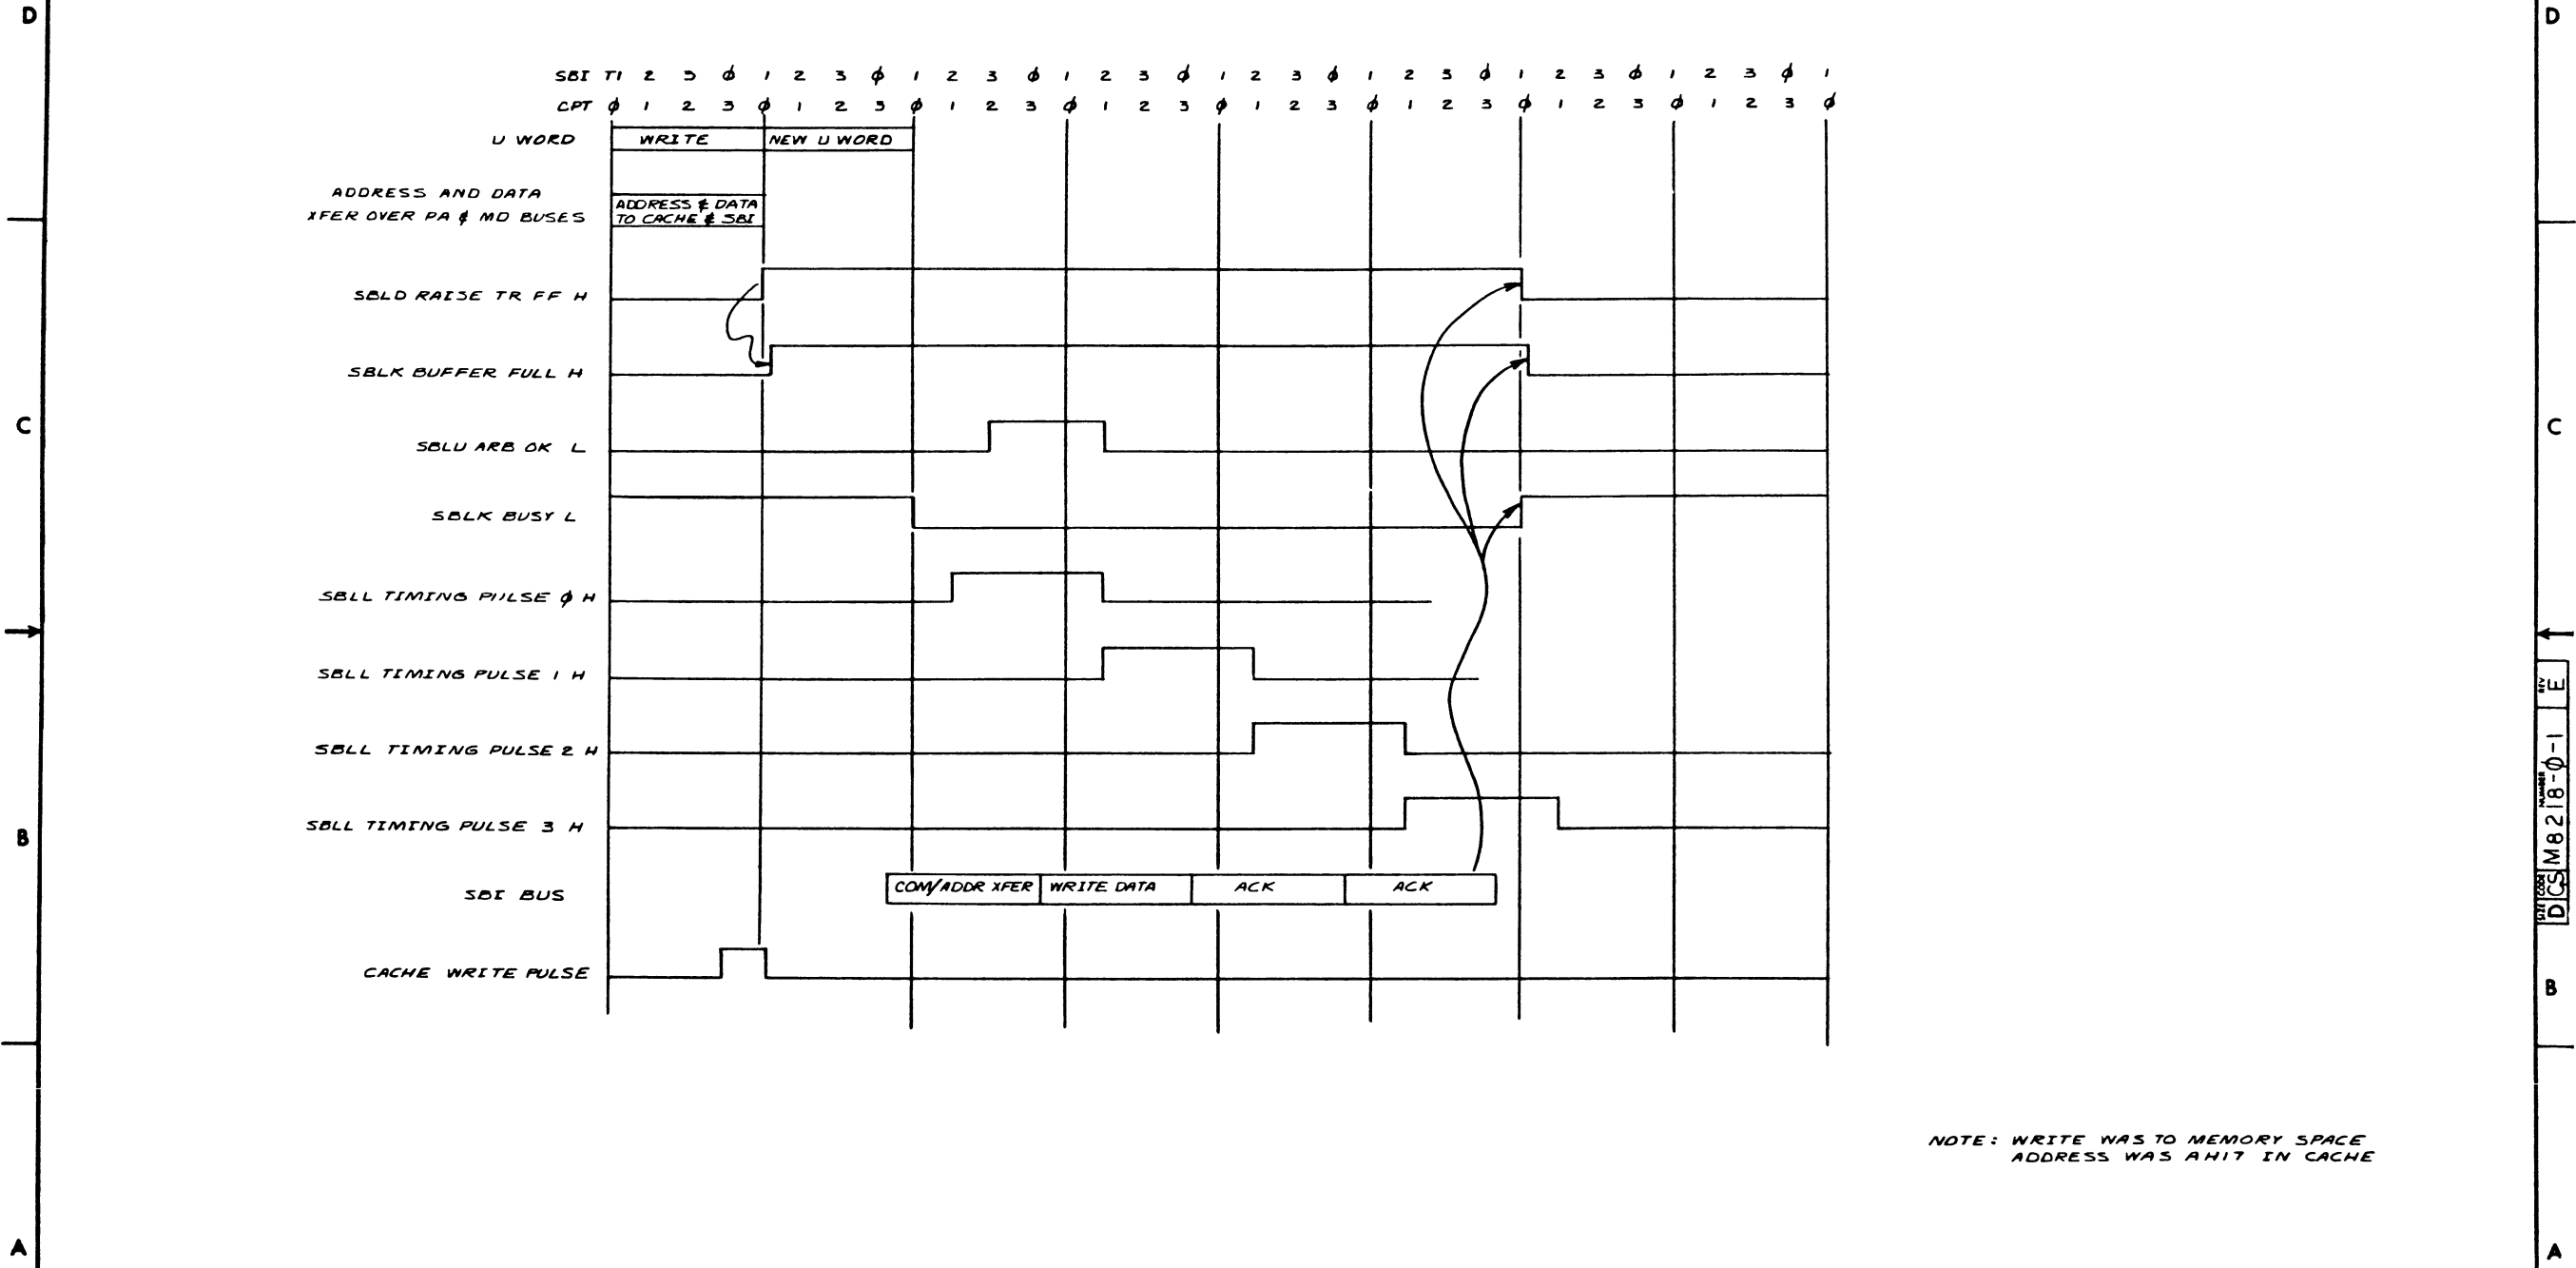 D D
SBI T1 2 3 φ 1 2 3 φ 1 2 3 φ 1 2 3 φ 1 2 3 φ 1 2 3 φ 1 2 3 φ 1 2 3 φ 1
CPT φ 1 2 3 φ 1 2 3 φ 1 2 3 φ 1 2 3 φ 1 2 3 φ 1 2 3 φ 1 2 3 φ 1 2 3 φ
U WORD WRITE NEW U WORD
ADDRESS AND DATA
XFER OVER PA & MD BUSES
ADDRESS & DATA
TO CACHE & SBI
SBLD RAISE TR FF H
SBLK BUFFER FULL H
C C
SBLU ARB OK L
SBLK BUSY L
SBLL TIMING PULSE φ H
SBLL TIMING PULSE 1 H
SBLL TIMING PULSE 2 H
SBLL TIMING PULSE 3 H
B
SBI BUS COM/ADDR XFER WRITE DATA ACK ACK
CACHE WRITE PULSE
B
SIZE CODE NUMBER REV
D CS M8218-φ-1 E
NOTE: WRITE WAS TO MEMORY SPACE
ADDRESS WAS A HIT IN CACHE
A A